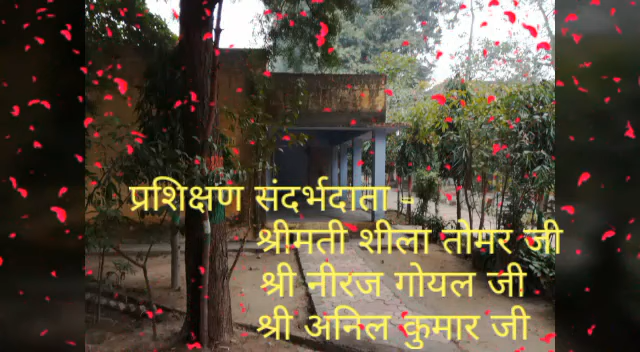 प्रशिक्षण संदर्भदाता -
श्रीमती शीला तोमर जी
श्री नीरज गोयल जी
श्री अनिल कुमार जी